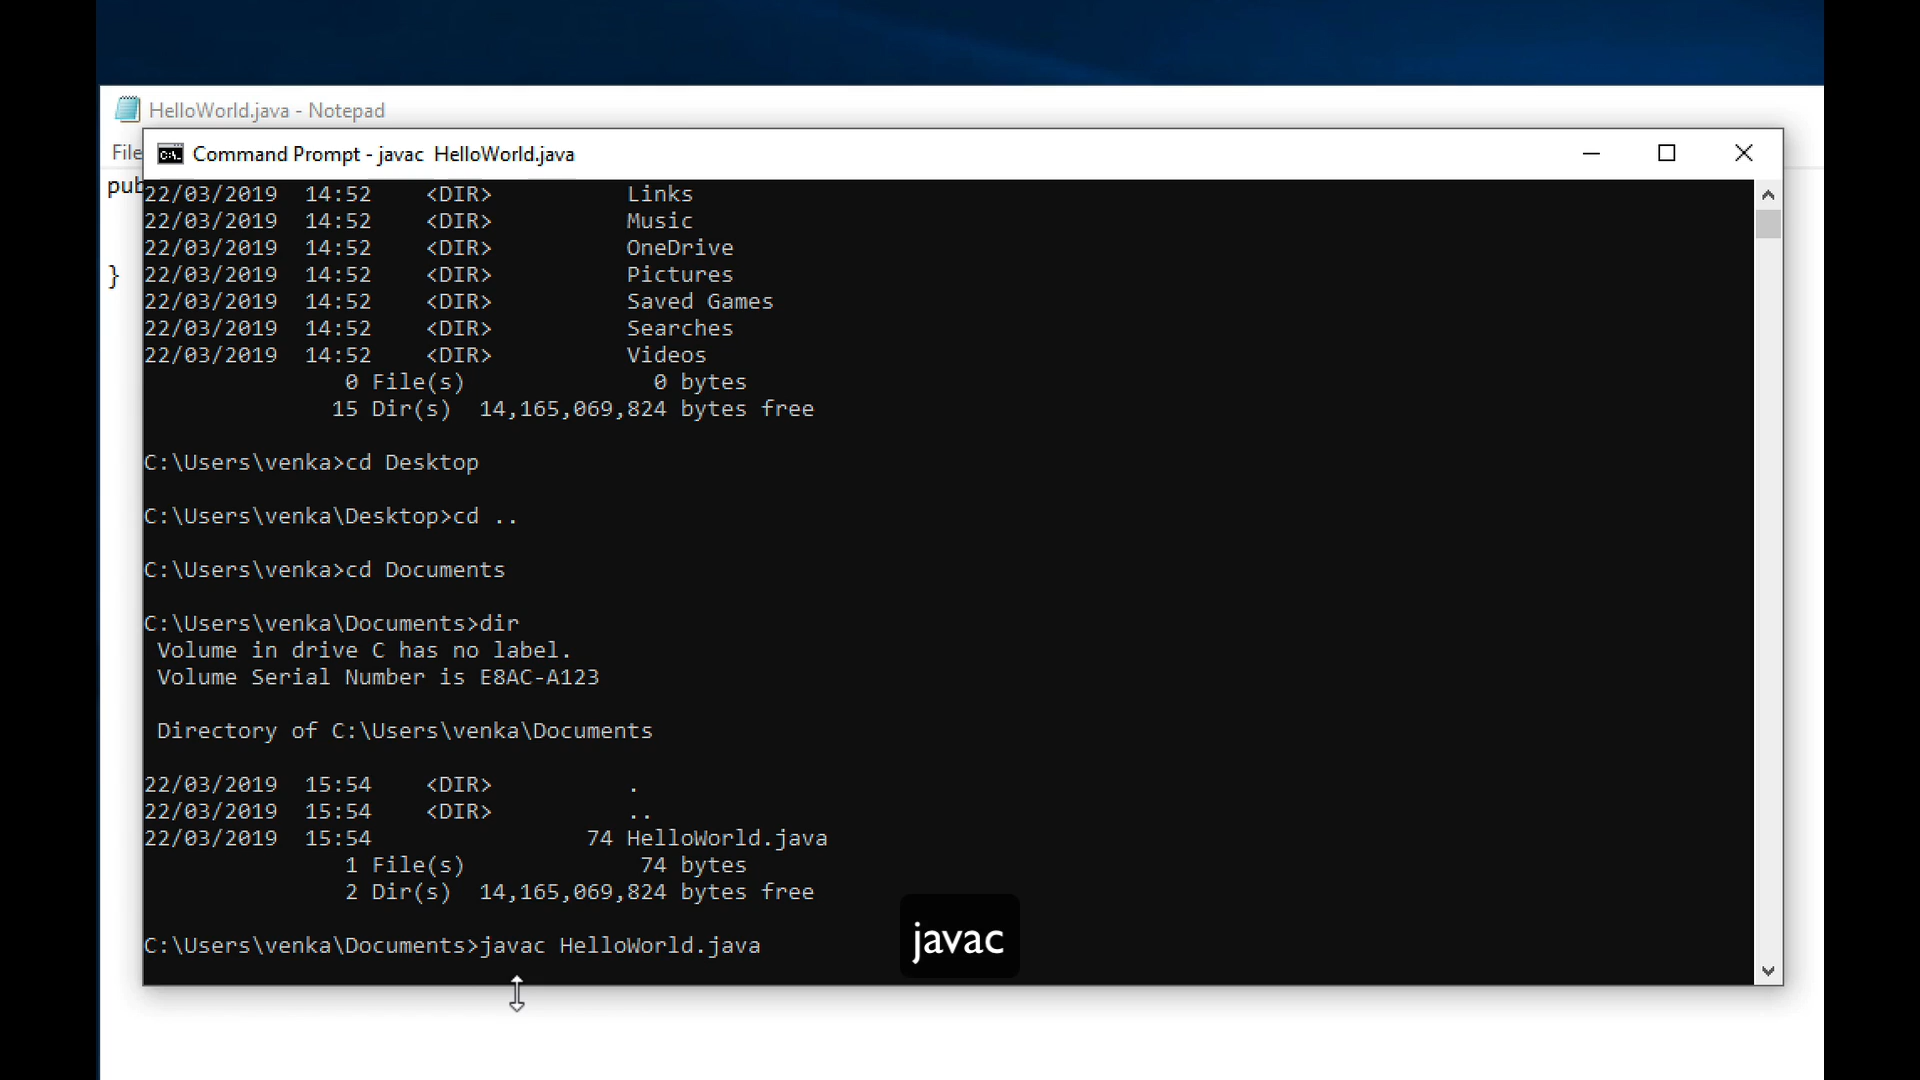 HelloWorld.java - Notepad
File
Command Prompt - javac  HelloWorld.java
pub
}
22/03/2019  14:52    <DIR>          Links
22/03/2019  14:52    <DIR>          Music
22/03/2019  14:52    <DIR>          OneDrive
22/03/2019  14:52    <DIR>          Pictures
22/03/2019  14:52    <DIR>          Saved Games
22/03/2019  14:52    <DIR>          Searches
22/03/2019  14:52    <DIR>          Videos
               0 File(s)              0 bytes
              15 Dir(s)  14,165,069,824 bytes free
C:\Users\venka>cd Desktop
C:\Users\venka\Desktop>cd ..
C:\Users\venka>cd Documents
C:\Users\venka\Documents>dir
 Volume in drive C has no label.
 Volume Serial Number is E8AC-A123
 Directory of C:\Users\venka\Documents
22/03/2019  15:54    <DIR>          .
22/03/2019  15:54    <DIR>          ..
22/03/2019  15:54                74 HelloWorld.java
               1 File(s)             74 bytes
               2 Dir(s)  14,165,069,824 bytes free
C:\Users\venka\Documents>javac HelloWorld.java
javac